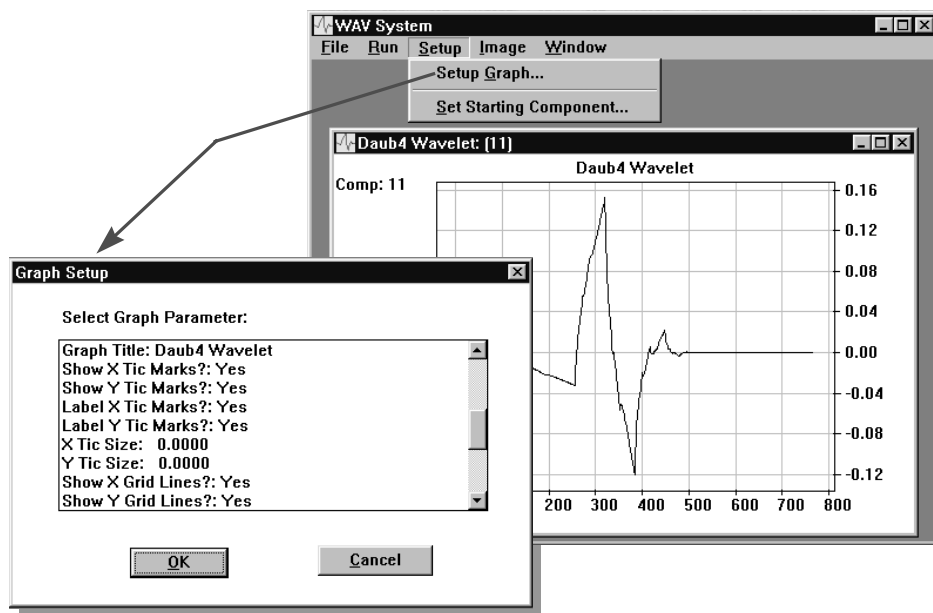 WAV System
File Run Setup Image Window
Setup Graph...
Set Starting Component...
Daub4 Wavelet: (11)
Daub4 Wavelet
Comp: 11
0.16
0.12
0.08
0.04
0.00
-0.04
-0.08
-0.12
200 300 400 500 600 700 800
Graph Setup
Select Graph Parameter:
Graph Title: Daub4 Wavelet
Show X Tic Marks?: Yes
Show Y Tic Marks?: Yes
Label X Tic Marks?: Yes
Label Y Tic Marks?: Yes
X Tic Size: 0.0000
Y Tic Size: 0.0000
Show X Grid Lines?: Yes
Show Y Grid Lines?: Yes
OK Cancel